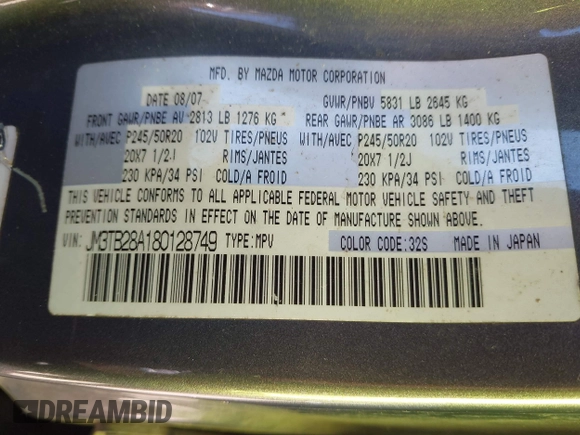 MFD. BY MAZDA MOTOR CORPORATION
DATE 08/07 GVWR/PNBV 5831 LB 2645 KG
FRONT GAWR/PNBE AV 2813 LB 1276 KG REAR GAWR/PNBE AR 3086 LB 1400 KG
WITH/AVEC P245/50R20 102V TIRES/PNEUS WITH/AVEC P245/50R20 102V TIRES/PNEUS
20X7 1/2J RIMS/JANTES 20X7 1/2J RIMS/JANTES
230 KPA/34 PSI COLD/A FROID 230 KPA/34 PSI COLD/A FROID
THIS VEHICLE CONFORMS TO ALL APPLICABLE FEDERAL MOTOR VEHICLE SAFETY AND THEFT
PREVENTION STANDARDS IN EFFECT ON THE DATE OF MANUFACTURE SHOWN ABOVE.
VIN: JM3TB28A180128749 TYPE:MPV COLOR CODE:32S MADE IN JAPAN
DREAMBID